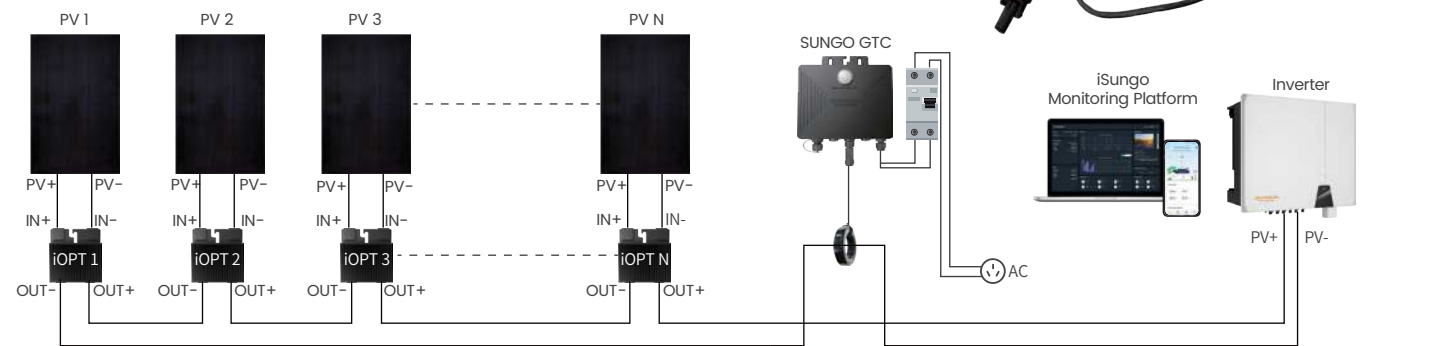 PV 1
PV 2
PV 3
PV N
SUNGO GTC
iSungo
Monitoring Platform
Inverter
PV+ PV-
PV+ PV-
PV+ PV-
PV+ PV-
IN+ IN-
IN+ IN-
IN+ IN-
IN+ IN-
iOPT 1
iOPT 2
iOPT 3
iOPT N
OUT- OUT+
OUT- OUT+
OUT- OUT+
OUT- OUT+
AC
PV+ PV-